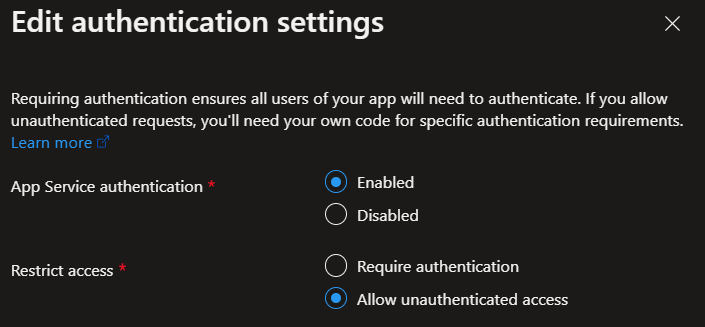 Edit authentication settings
Requiring authentication ensures all users of your app will need to authenticate. If you allow
unauthenticated requests, you'll need your own code for specific authentication requirements.
Learn more
App Service authentication *
Enabled
Disabled
Restrict access *
Require authentication
Allow unauthenticated access